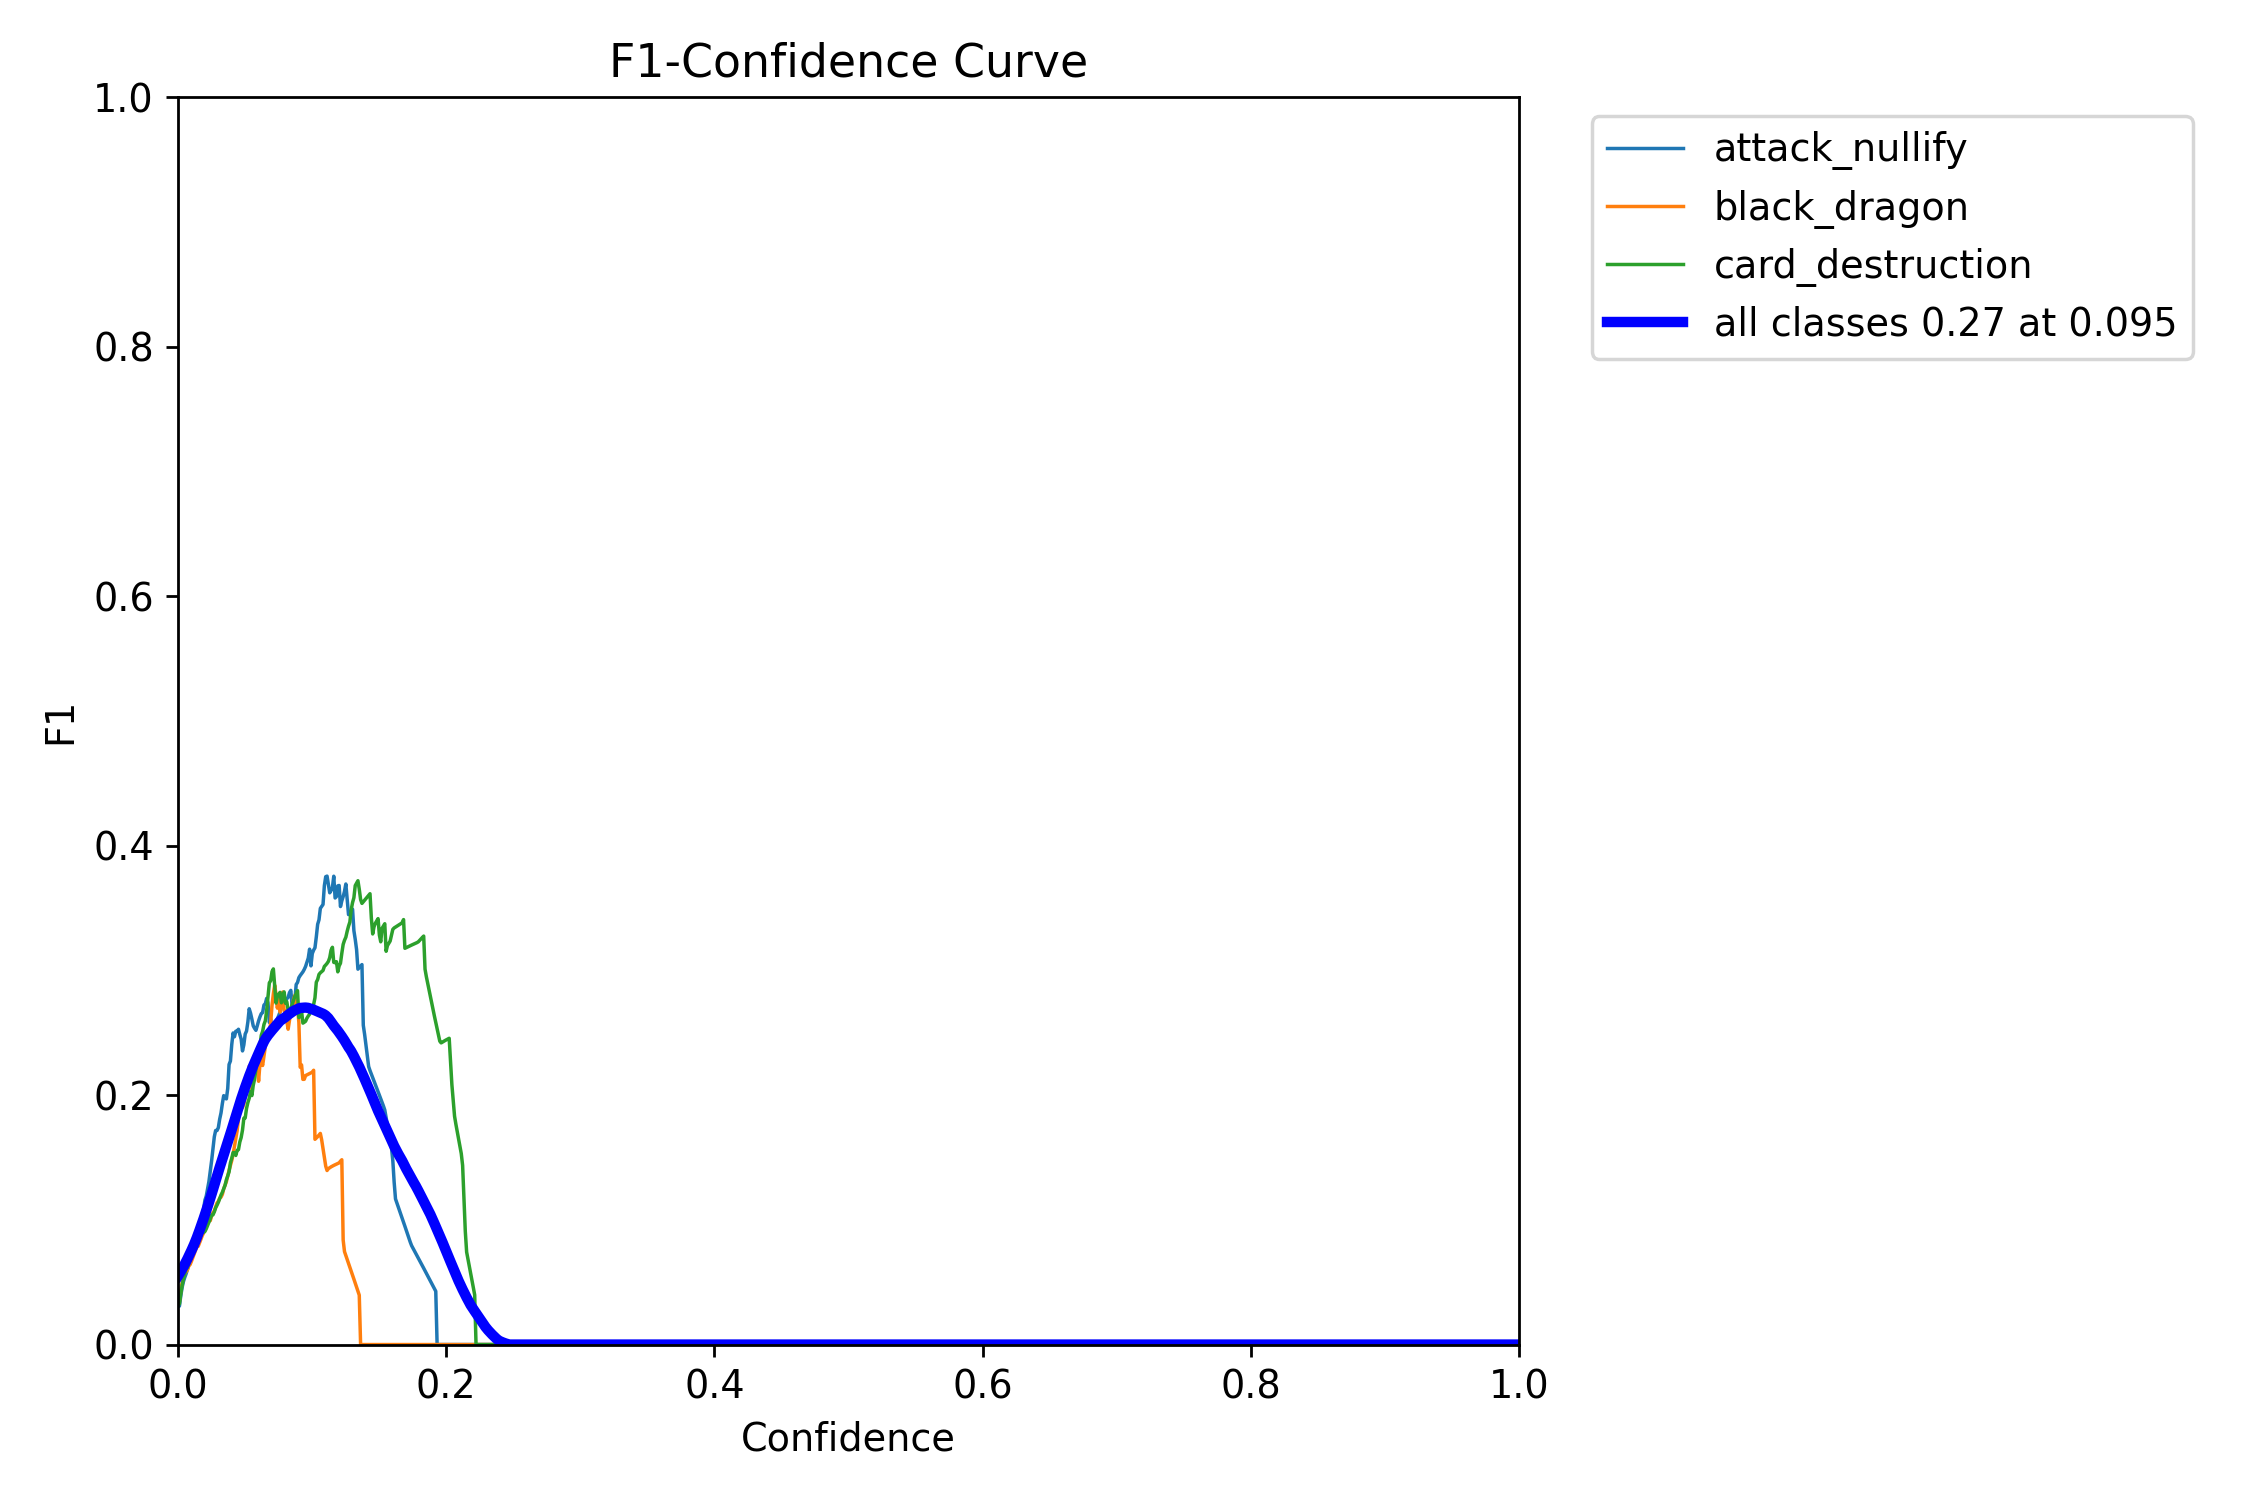 F1-Confidence Curve
1.0
0.8
0.6
0.4
0.2
0.0
F1
0.0 0.2 0.4 0.6 0.8 1.0
Confidence
attack_nullify
black_dragon
card_destruction
all classes 0.27 at 0.095